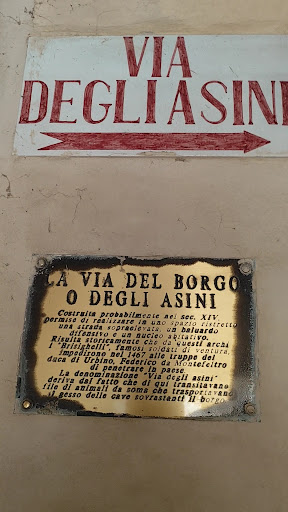 VIA
DEGLI ASINI
LA VIA DEL BORGO
O DEGLI ASINI
Costruita probabilmente nel sec. XIV,
permise di realizzare in uno spazio ristretto
una strada sopraelevata, un baluardo
difensivo e un nucleo abitativo.
Risulta storicamente che da questi archi
i "Brisighelli", famosi soldati di ventura,
impedirono nel 1467 alle truppe del
duca di Urbino, Federico da Montefeltro
di penetrare in paese.
La denominazione "Via degli asini"
deriva dal fatto che di qui transitavano
file di animali da soma che trasportavano
il gesso delle cave sovrastanti il borgo.